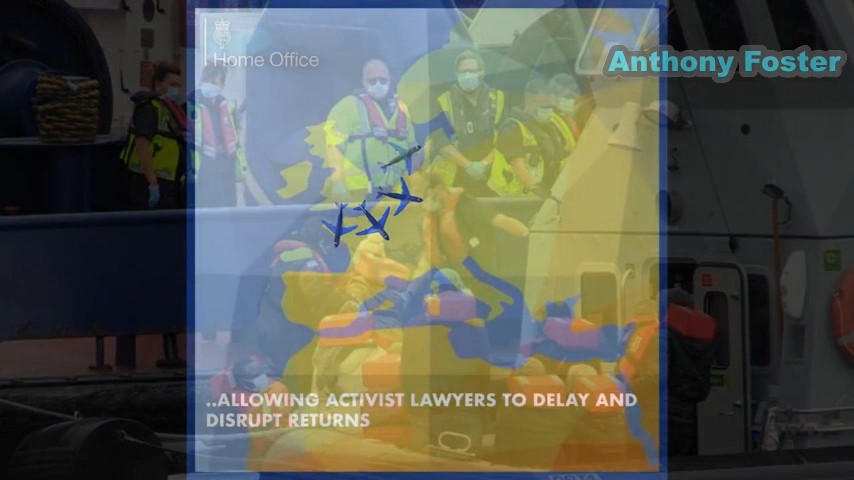 Home Office
Anthony Foster
..ALLOWING ACTIVIST LAWYERS TO DELAY AND
DISRUPT RETURNS